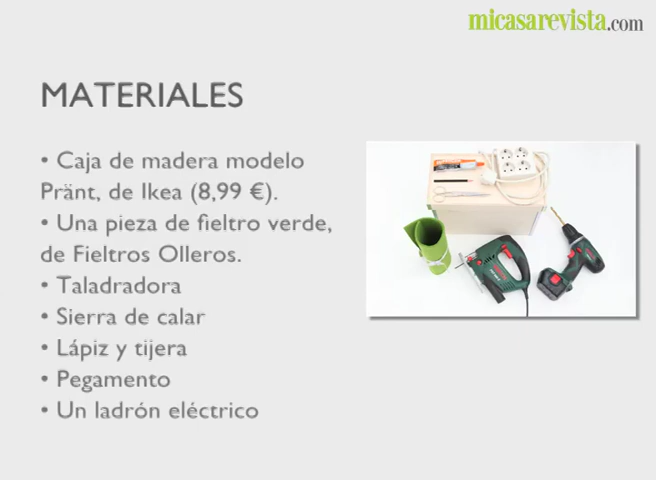 micasarevista.com
MATERIALES
• Caja de madera modelo
Pränt, de Ikea (8,99 €).
• Una pieza de fieltro verde,
de Fieltros Olleros.
• Taladradora
• Sierra de calar
• Lápiz y tijera
• Pegamento
• Un ladrón eléctrico